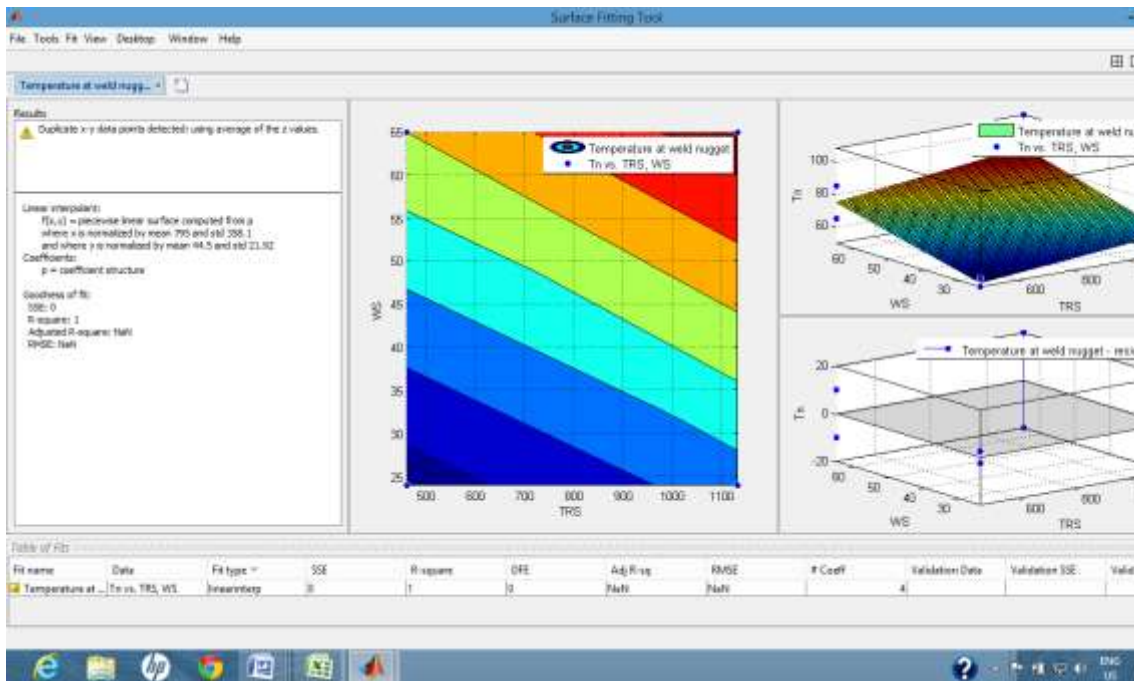 Surface Fitting Tool
File Tools Fit View Desktop Window Help
Temperature at weld nugg...
Results
Duplicate x-y data points detected: using average of the z values.
Linear interpolant:
f(x,y) = piecewise linear surface computed from p
where x is normalized by mean 795 and std 358.1
and where y is normalized by mean 44.5 and std 21.92
Coefficients:
p = coefficient structure
Goodness of fit:
SSE: 0
R-square: 1
Adjusted R-square: NaN
RMSE: NaN
65
60
55
50
45
40
35
30
25
WS
500 600 700 800 900 1000 1100
TRS
Temperature at weld nugget
Tn vs. TRS, WS
100
80
60
Tn
60
50
40
30
WS
600
800
TRS
Temperature at weld nu
Tn vs. TRS, WS
20
0
-20
Tn
60
50
40
30
WS
600
800
TRS
Temperature at weld nugget - resi
Table of Fits
Fit name Data Fit type SSE R-square DFE Adj R-sq RMSE # Coeff Validation Data Validation SSE Valid
Temperature at ... Tn vs. TRS, WS linearinterp 0 1 0 NaN NaN 4
hp
ENG
US